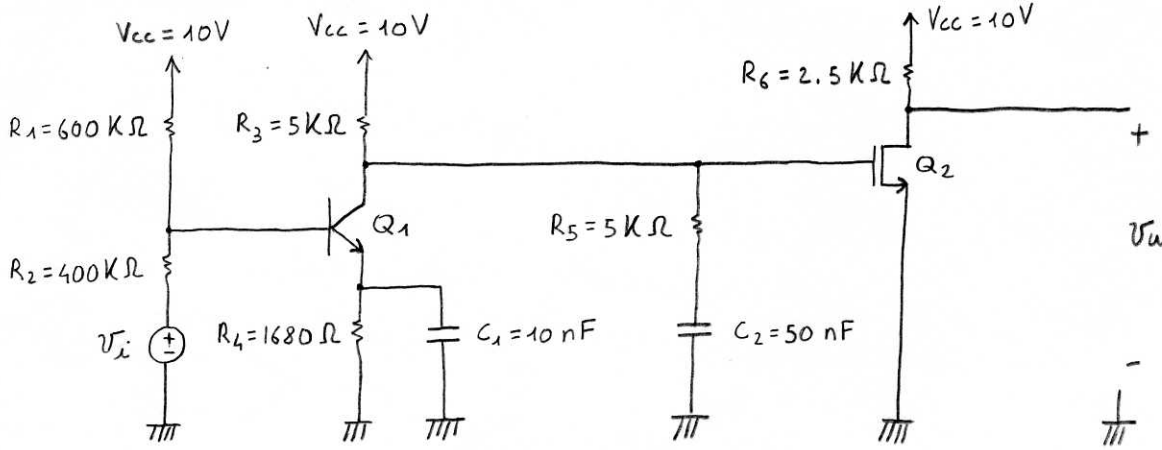 Vcc = 10V
Vcc = 10V
Vcc = 10V
R1 = 600 KΩ
R3 = 5 KΩ
R6 = 2.5 KΩ
Q1
Q2
R2 = 400 KΩ
R5 = 5 KΩ
vi
+
-
R4 = 1680 Ω
C1 = 10 nF
C2 = 50 nF
+
vu
-